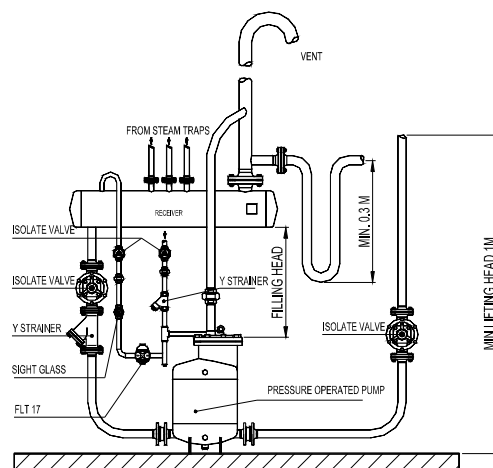 VENT
FROM STEAM TRAPS
RECEIVER
ISOLATE VALVE
ISOLATE VALVE
Y STRAINER
Y STRAINER
SIGHT GLASS
FLT 17
FILLING HEAD
MIN. 0.3 M
ISOLATE VALVE
PRESSURE OPERATED PUMP
MIN LIFTING HEAD 1M